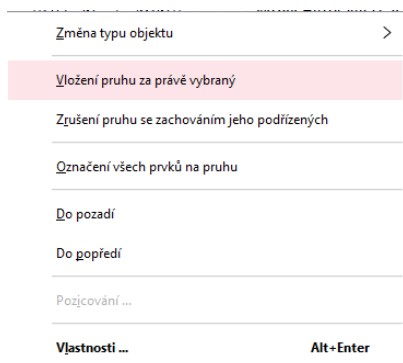 Změna typu objektu
Vložení pruhu za právě vybraný
Zrušení pruhu se zachováním jeho podřízených
Označení všech prvků na pruhu
Do pozadí
Do popředí
Pozicování ...
Vlastnosti ... Alt+Enter